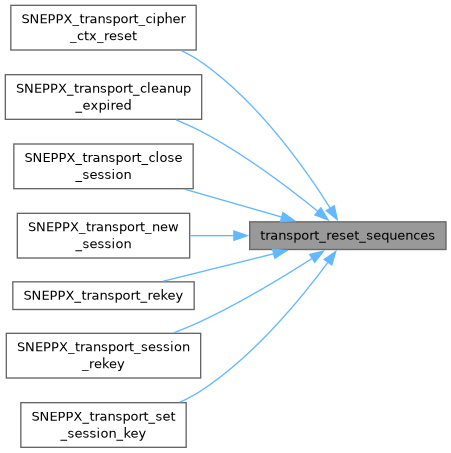 SNEPPX_transport_cipher
_ctx_reset
SNEPPX_transport_cleanup
_expired
SNEPPX_transport_close
_session
SNEPPX_transport_new
_session
transport_reset_sequences
SNEPPX_transport_rekey
SNEPPX_transport_session
_rekey
SNEPPX_transport_set
_session_key